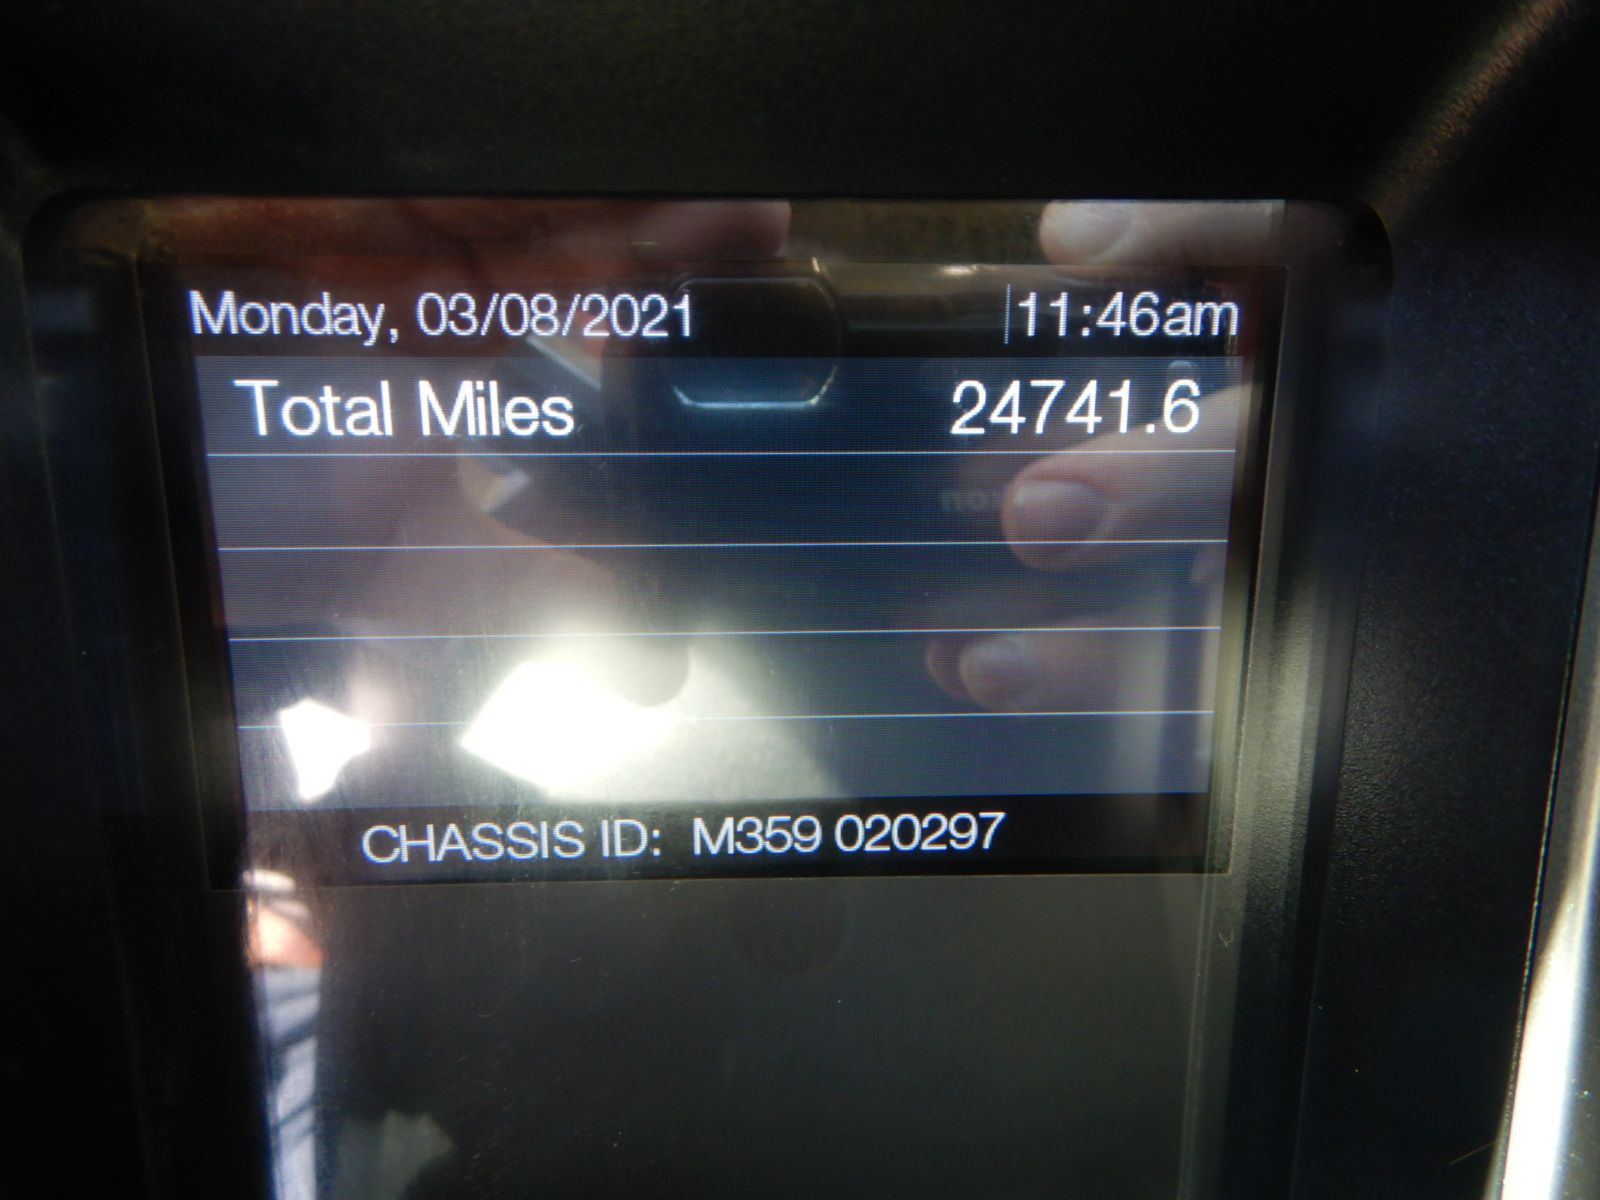 Monday, 03/08/2021 11:46am
Total Miles 24741.6
CHASSIS ID: M359 020297